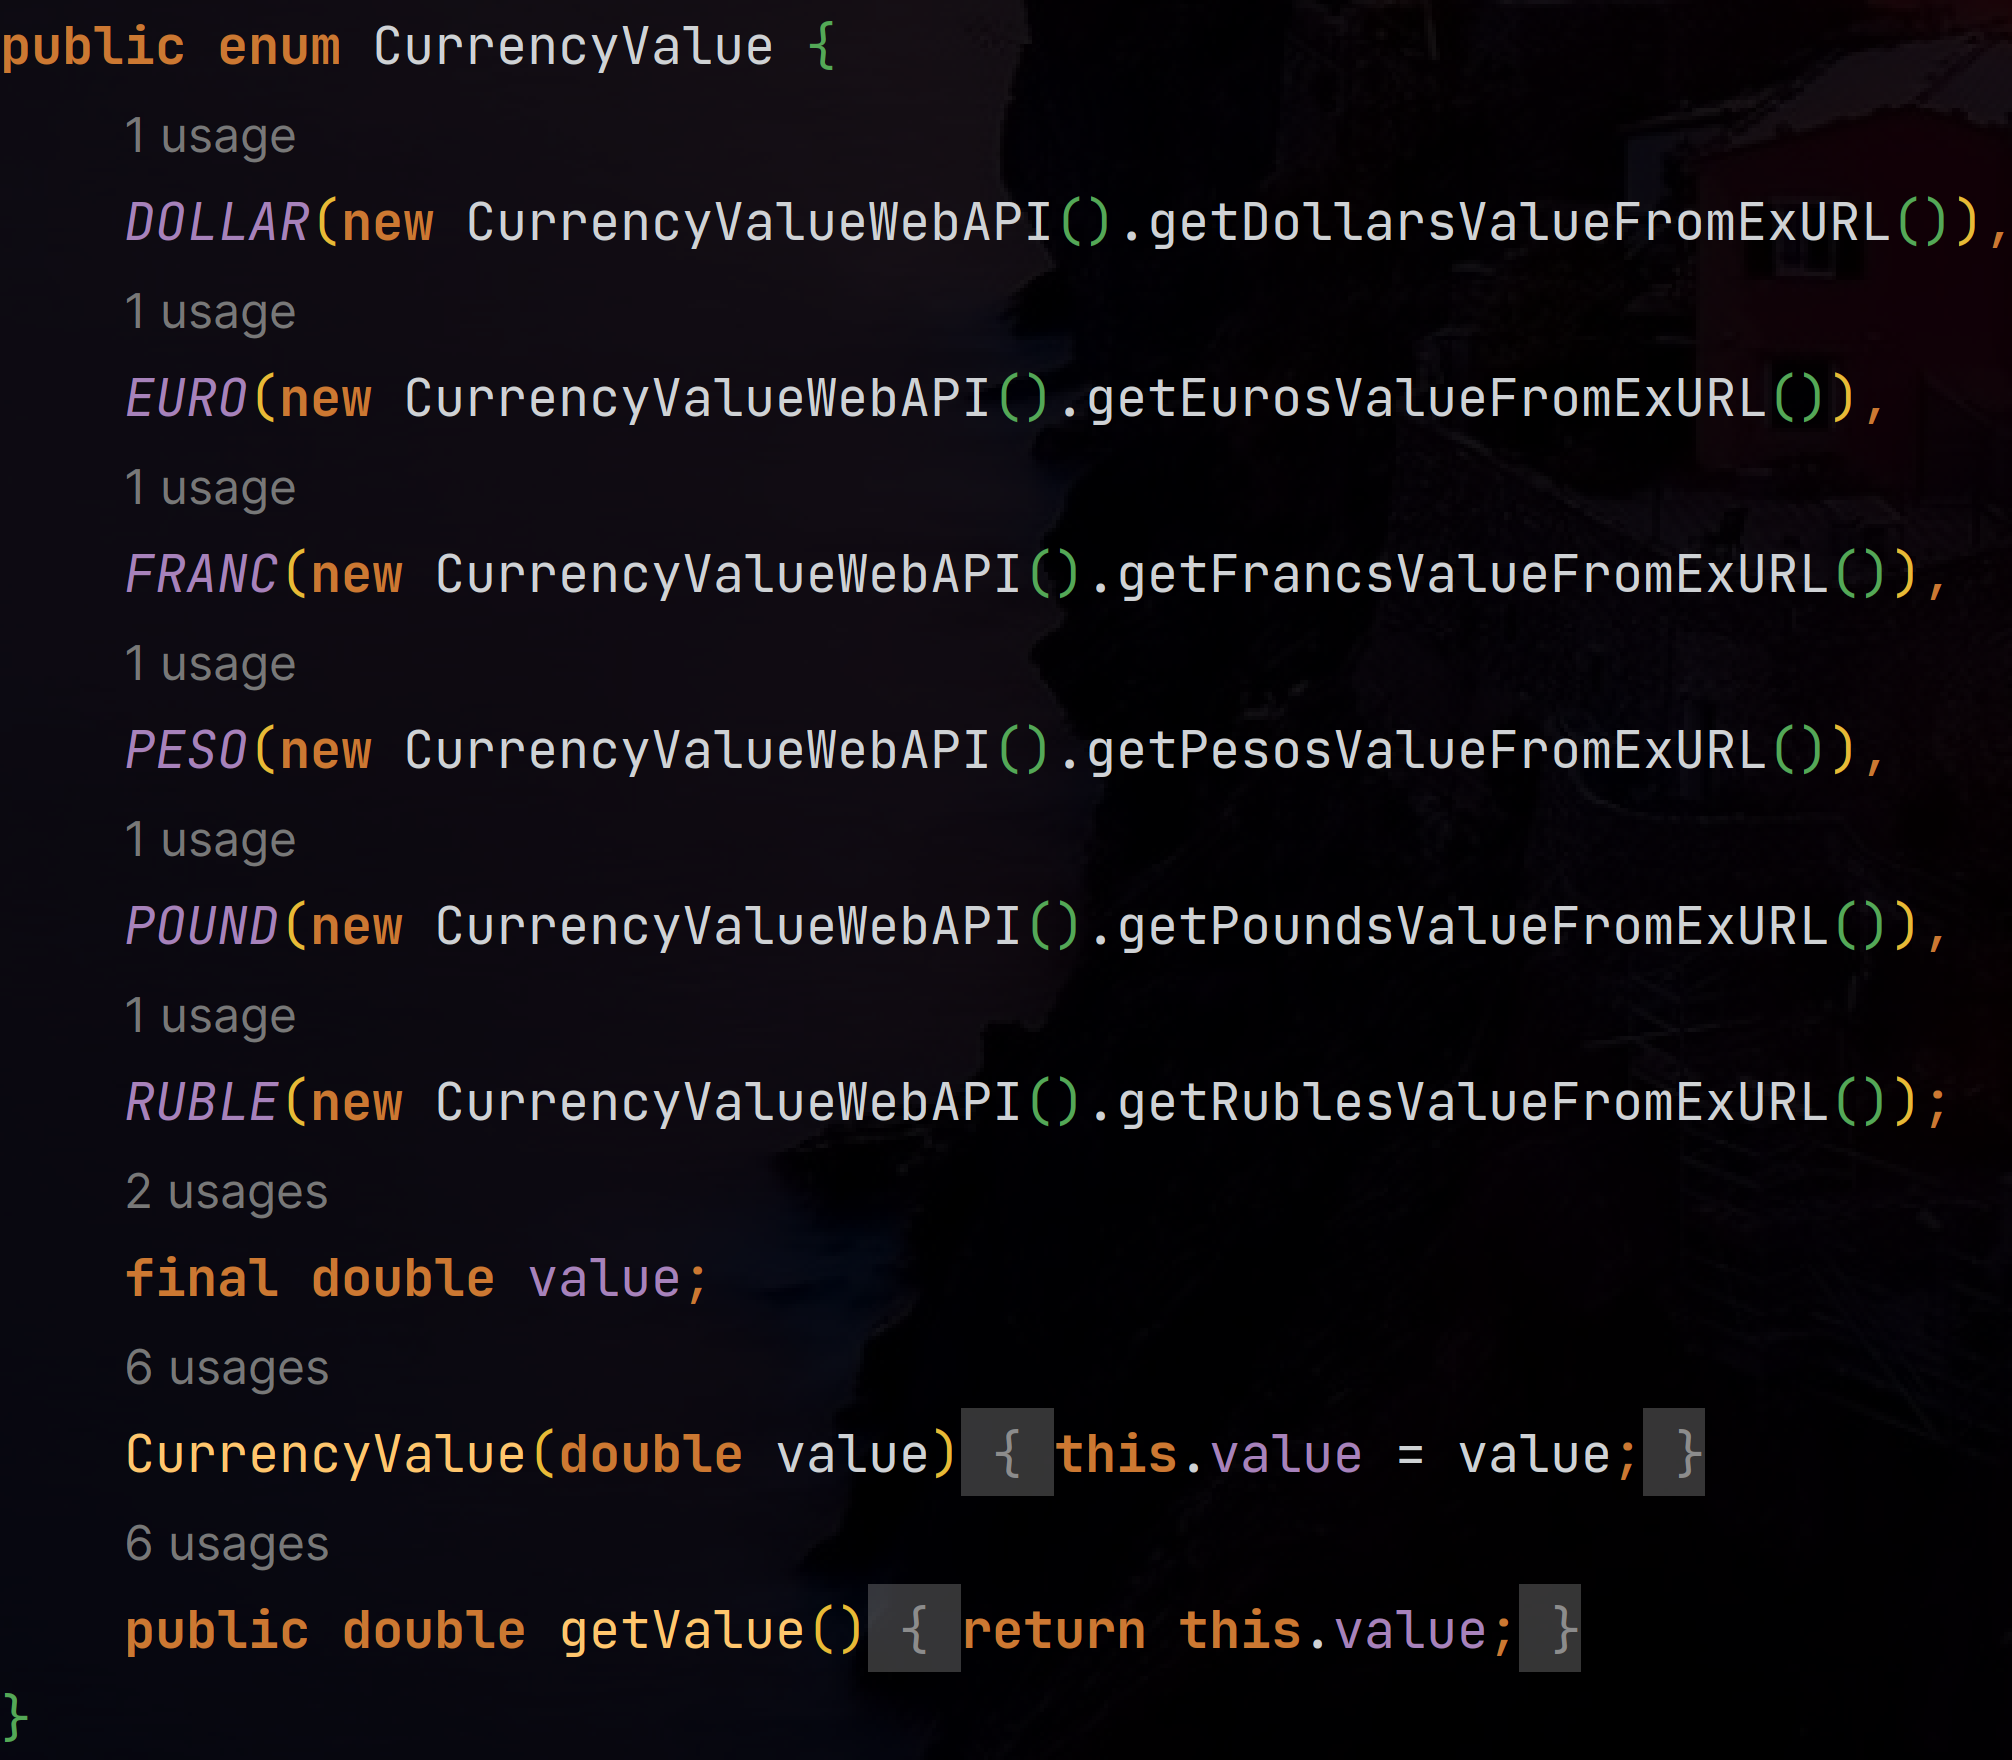 public enum CurrencyValue {
1 usage
DOLLAR(new CurrencyValueWebAPI().getDollarsValueFromExURL()),
1 usage
EURO(new CurrencyValueWebAPI().getEurosValueFromExURL()),
1 usage
FRANC(new CurrencyValueWebAPI().getFrancsValueFromExURL()),
1 usage
PESO(new CurrencyValueWebAPI().getPesosValueFromExURL()),
1 usage
POUND(new CurrencyValueWebAPI().getPoundsValueFromExURL()),
1 usage
RUBLE(new CurrencyValueWebAPI().getRublesValueFromExURL());
2 usages
final double value;
6 usages
CurrencyValue(double value) { this.value = value; }
6 usages
public double getValue() { return this.value; }
}